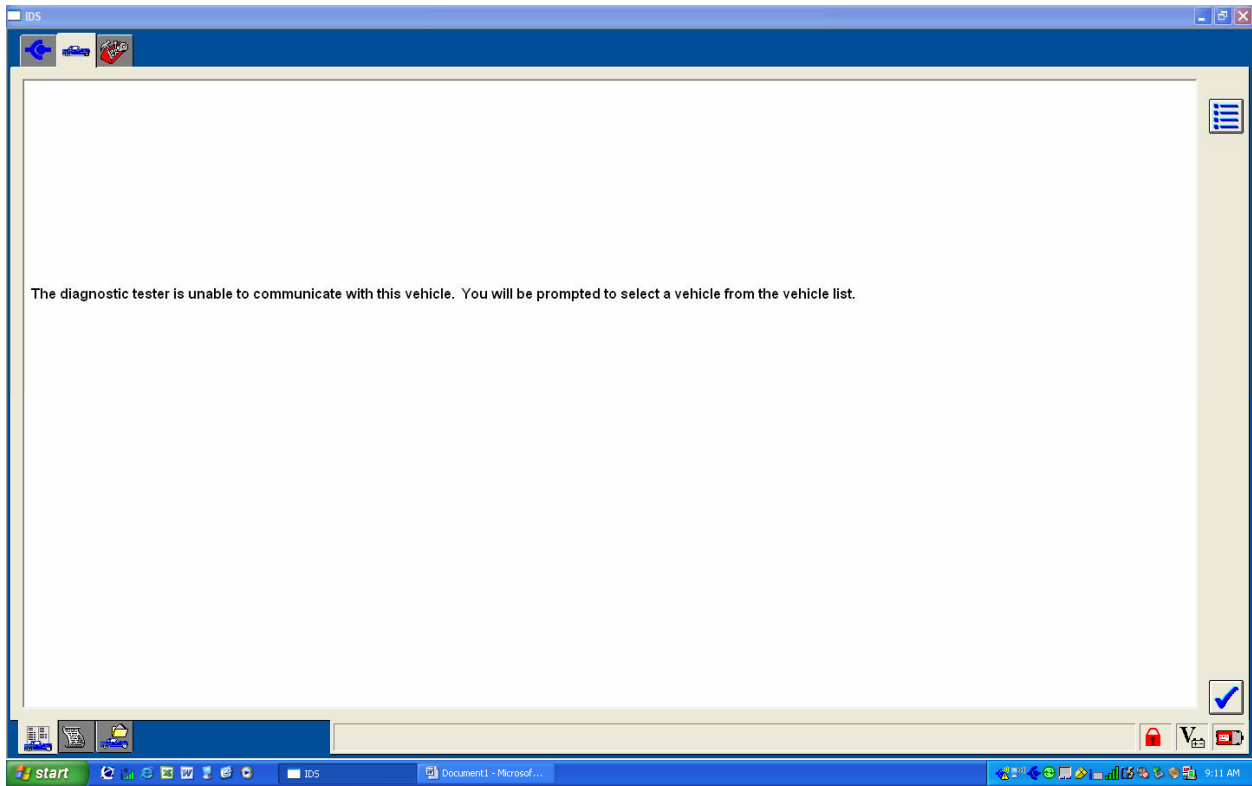 IDS
The diagnostic tester is unable to communicate with this vehicle.  You will be prompted to select a vehicle from the vehicle list.
V
start
IDS
Document1 - Microsof...
9:11 AM